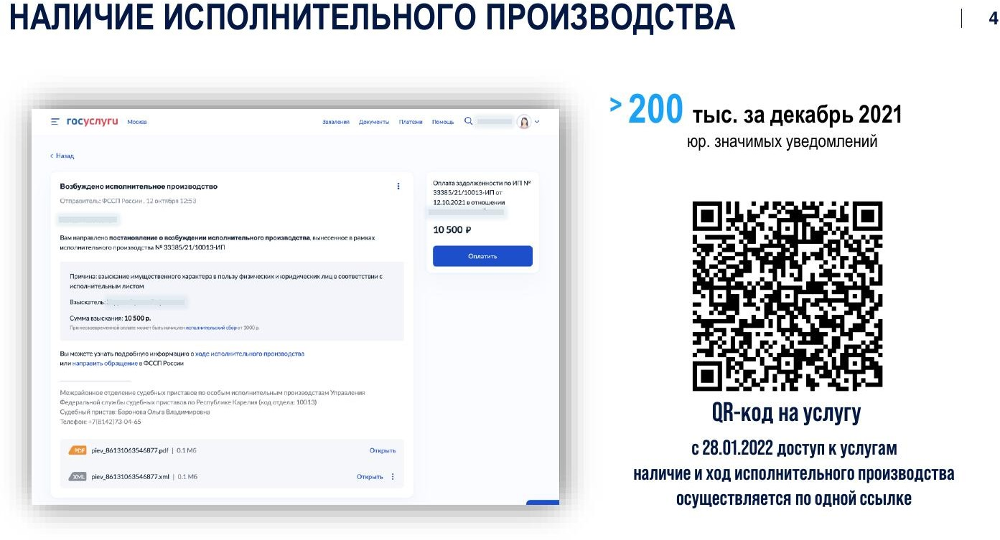 НАЛИЧИЕ ИСПОЛНИТЕЛЬНОГО ПРОИЗВОДСТВА
4
госуслуги Москва Заявления Документы Платежи Помощь
Назад
Возбуждено исполнительное производство
Отправитель: ФССП России , 12 октября 12:53
Вам направлено постановление о возбуждении исполнительного производства, вынесенное в рамках
исполнительного производства № 33385/21/10013-ИП
Причина: взыскание имущественного характера в пользу физических и юридических лиц в соответствии с
исполнительным листом
Взыскатель:
Сумма взыскания: 10 500 р.
При несвоевременной оплате может быть начислен исполнительский сбор от 1000 р.
Вы можете узнать подробную информацию о ходе исполнительного производства
или направить обращение в ФССП России
Межрайонное отделение судебных приставов по особым исполнительным производствам Управления
Федеральной службы судебных приставов по Республике Карелия (код отдела: 10013)
Судебный пристав: Баронова Ольга Владимировна
Телефон: +7(8142)73-04-65
PDF piev_86131063546877.pdf | 0.1 Мб Открыть
XML piev_86131063546877.xml | 0.1 Мб Открыть
Оплата задолженности по ИП №
33385/21/10013-ИП от
12.10.2021 в отношении
10 500 ₽
Оплатить
> 200 тыс. за декабрь 2021
юр. значимых уведомлений
QR-код на услугу
с 28.01.2022 доступ к услугам
наличие и ход исполнительного производства
осуществляется по одной ссылке